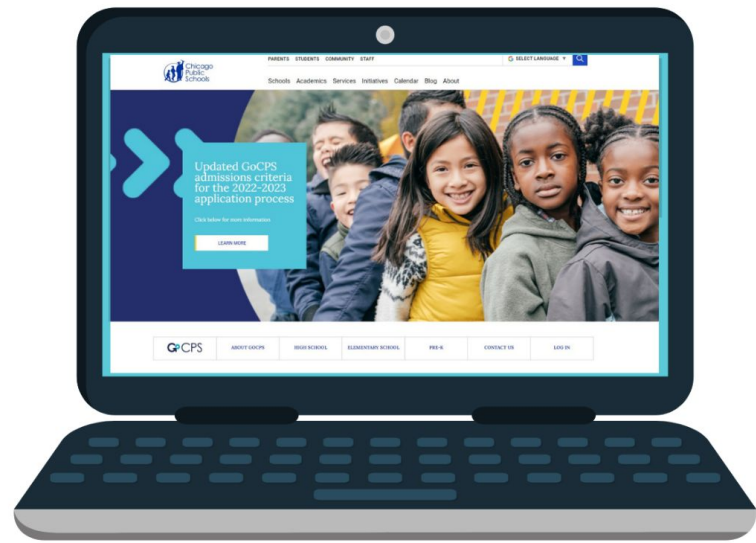 Chicago
Public
Schools
PARENTS STUDENTS COMMUNITY STAFF
G SELECT LANGUAGE ▼
Schools Academics Services Initiatives Calendar Blog About
Updated GoCPS
admissions criteria
for the 2022-2023
application process
Click below for more information
LEARN MORE
GoCPS
ABOUT GOCPS
HIGH SCHOOL
ELEMENTARY SCHOOL
PRE-K
CONTACT US
LOG IN